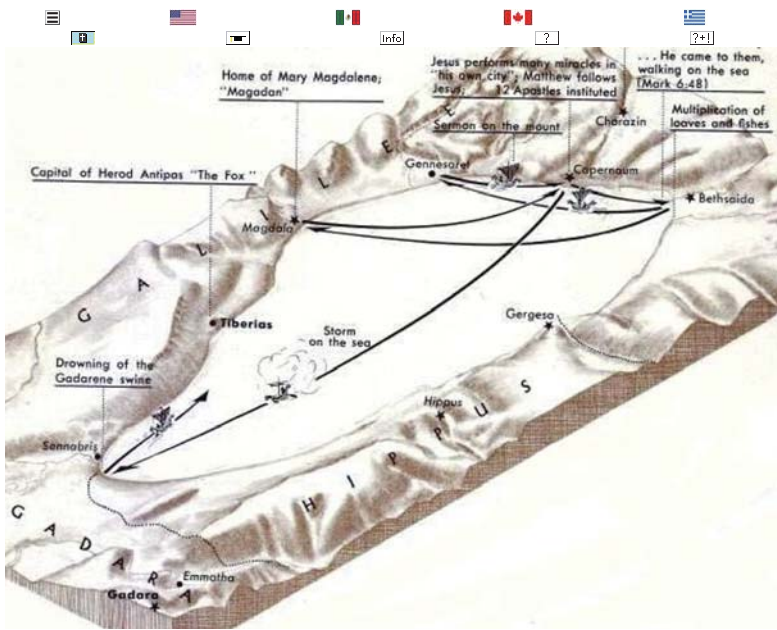 Info
?
?+!
Home of Mary Magdalene;
"Magadan"
Jesus performs many miracles in
"his own city"; Matthew follows
Jesus; 12 Apostles instituted
. . . He came to them,
walking on the sea
(Mark 6:48)
Multiplication of
loaves and fishes
Sermon on the mount
Chorazin
Capital of Herod Antipas "The Fox "
Gennesaret
Capernaum
Bethsaida
Magdala
GALILEE
Tiberias
Storm
on the sea
Gergesa
Drowning of the
Gadarene swine
Hippus
HIPPUS
Sennabris
GADARA
Emmatha
Gadara